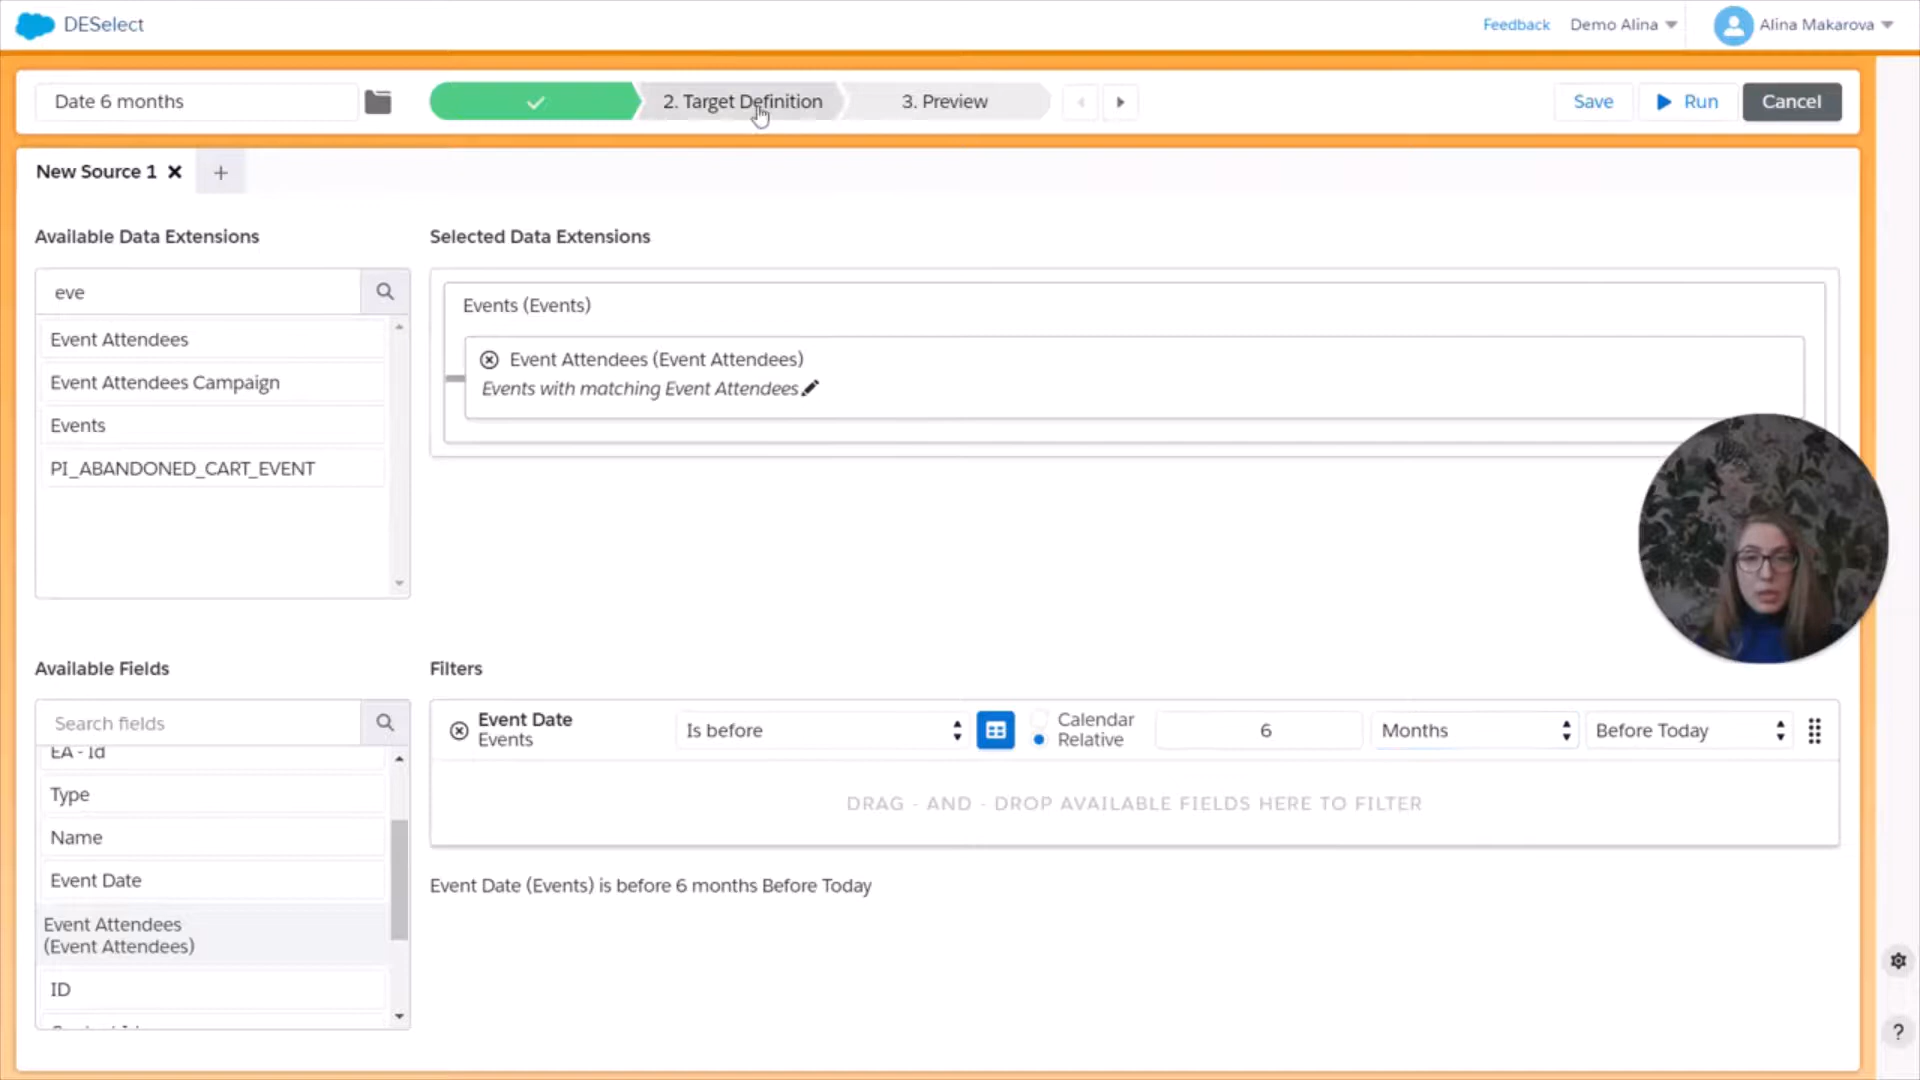 DESelect
Feedback
Demo Alina
Alina Makarova
Date 6 months
2. Target Definition
3. Preview
Save
Run
Cancel
New Source 1
+
Available Data Extensions
eve
Event Attendees
Event Attendees Campaign
Events
PI_ABANDONED_CART_EVENT
Selected Data Extensions
Events (Events)
Event Attendees (Event Attendees)
Events with matching Event Attendees
Available Fields
Search fields
EA - Id
Type
Name
Event Date
Event Attendees
(Event Attendees)
ID
Filters
Event Date
Events
Is before
Calendar
Relative
6
Months
Before Today
DRAG - AND - DROP AVAILABLE FIELDS HERE TO FILTER
Event Date (Events) is before 6 months Before Today
?